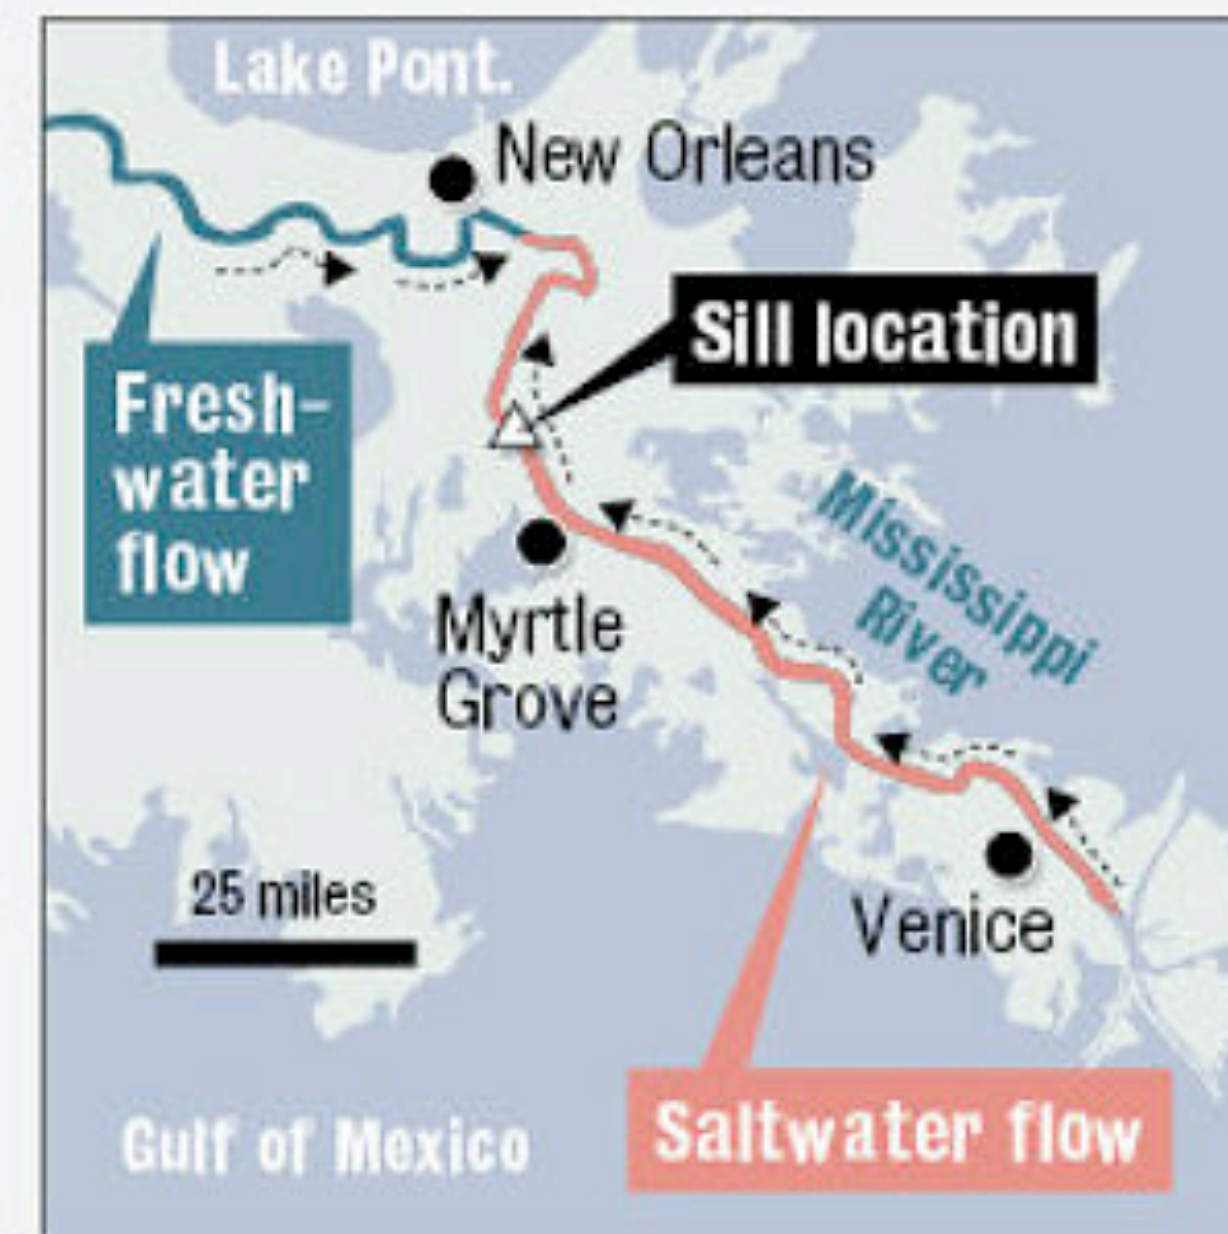 Lake Pont.
New Orleans
Sill location
Fresh-
water
flow
Mississippi
River
Myrtle
Grove
25 miles
Venice
Saltwater flow
Gulf of Mexico